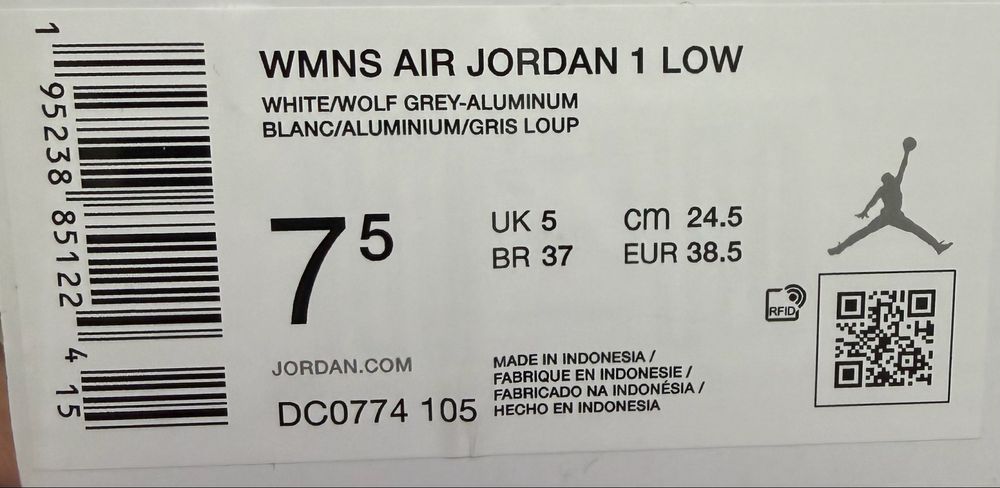 1 95238 85122 4 15
WMNS AIR JORDAN 1 LOW
WHITE/WOLF GREY-ALUMINUM
BLANC/ALUMINIUM/GRIS LOUP
7 5
UK 5 cm 24.5
BR 37 EUR 38.5
RFID
JORDAN.COM
DC0774 105
MADE IN INDONESIA /
FABRIQUE EN INDONESIE /
FABRICADO NA INDONÉSIA /
HECHO EN INDONESIA